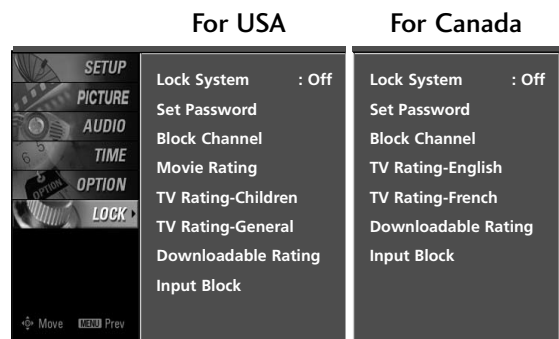 For USA
For Canada
SETUP
PICTURE
AUDIO
TIME
OPTION
LOCK
Move MENU Prev
Lock System : Off
Set Password
Block Channel
Movie Rating
TV Rating-Children
TV Rating-General
Downloadable Rating
Input Block
Lock System : Off
Set Password
Block Channel
TV Rating-English
TV Rating-French
Downloadable Rating
Input Block